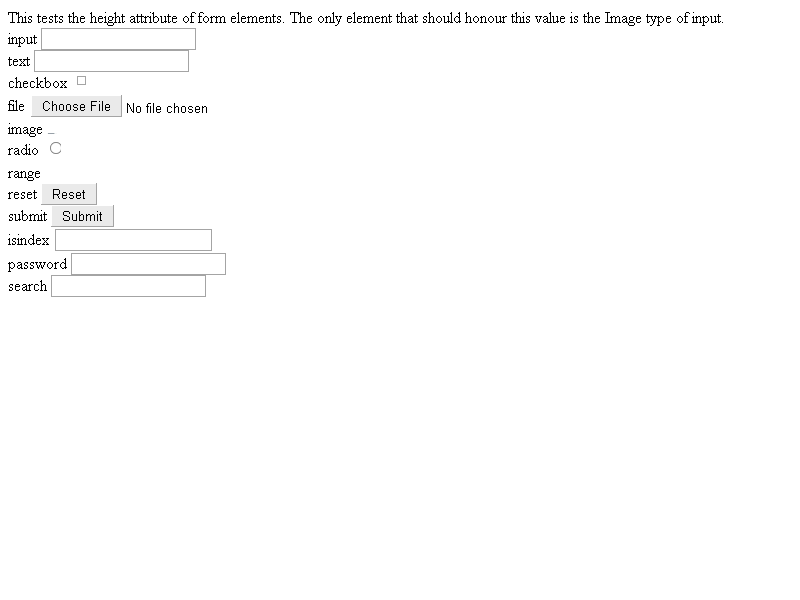 This tests the height attribute of form elements. The only element that should honour this value is the Image type of input.
input
text
checkbox
file Choose File No file chosen
image
radio
range
reset Reset
submit Submit
isindex
password
search